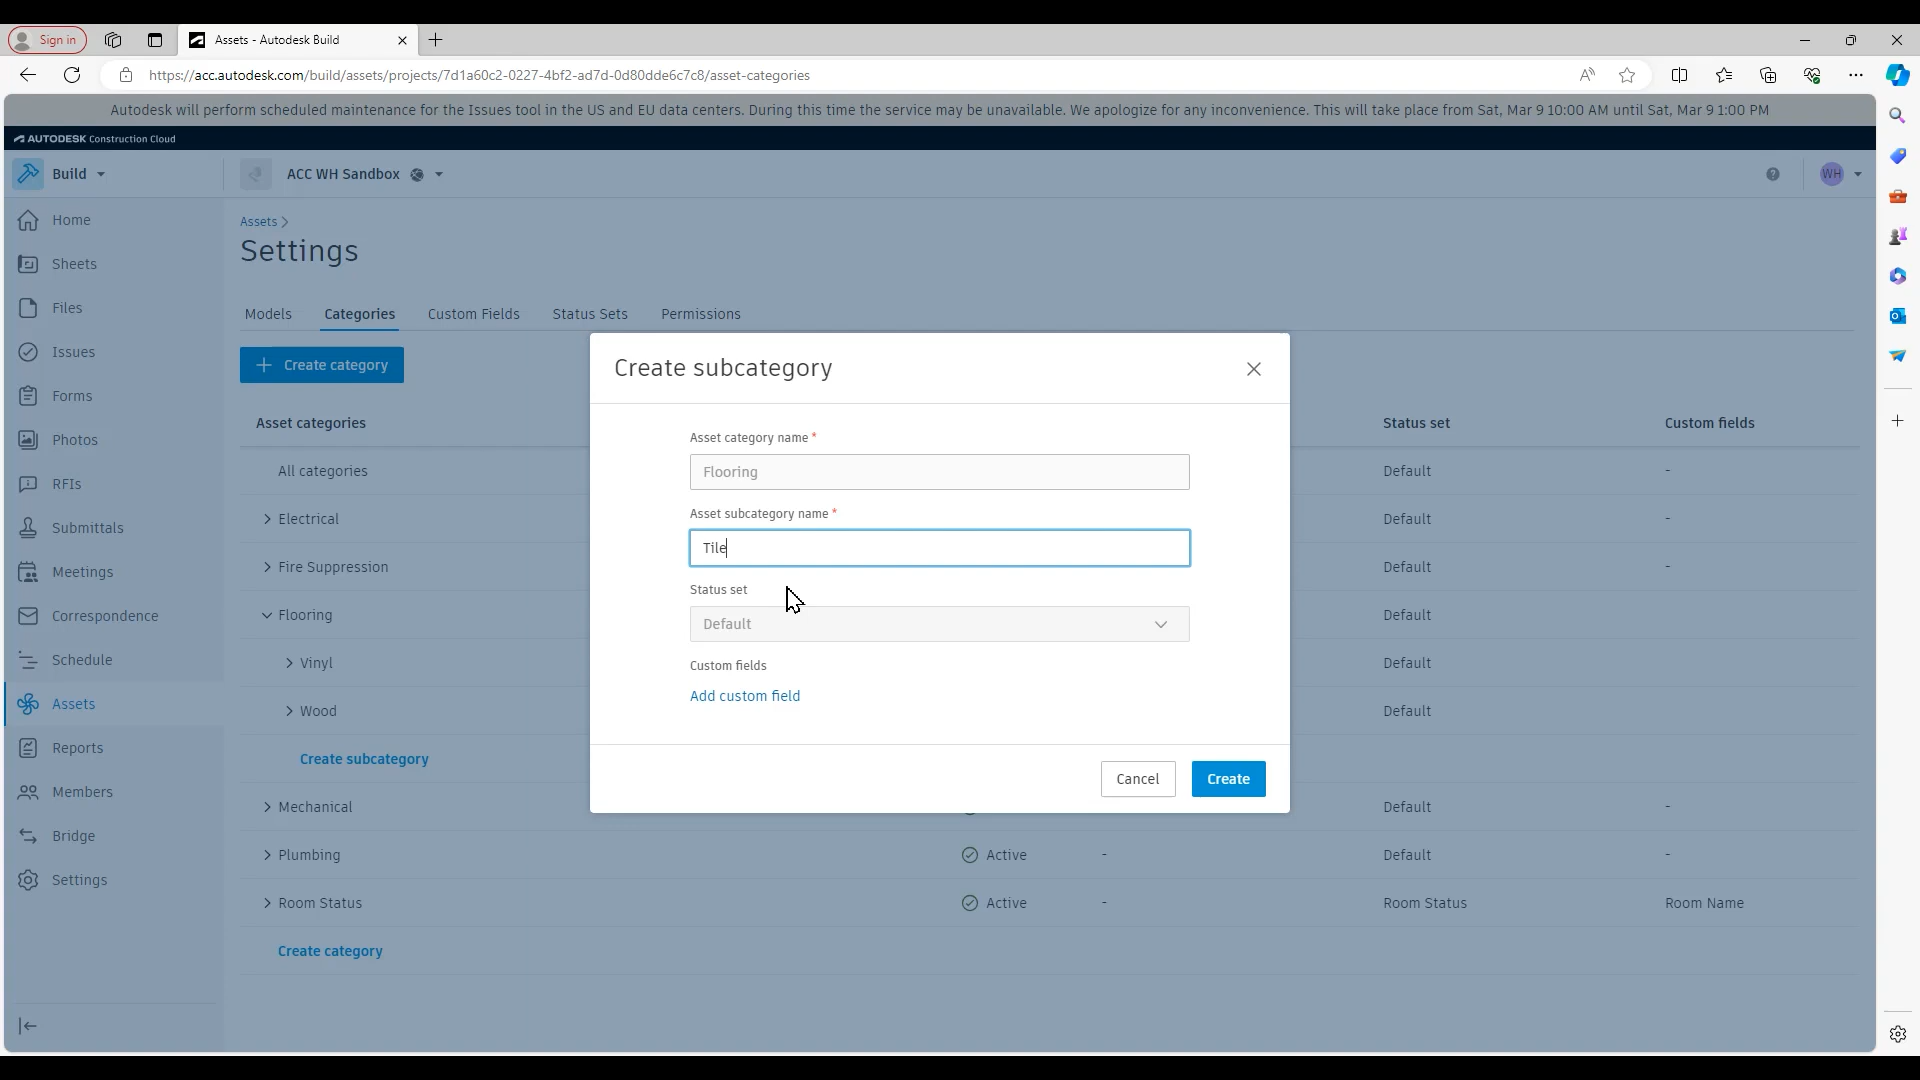 Sign in
Assets - Autodesk Build
https://acc.autodesk.com/build/assets/projects/7d1a60c2-0227-4bf2-ad7d-0d80dde6c7c8/asset-categories
Autodesk will perform scheduled maintenance for the Issues tool in the US and EU data centers. During this time the service may be unavailable. We apologize for any inconvenience. This will take place from Sat, Mar 9 10:00 AM until Sat, Mar 9 1:00 PM
AUTODESK Construction Cloud
Build
ACC WH Sandbox
WH
Home
Sheets
Files
Issues
Forms
Photos
RFIs
Submittals
Meetings
Correspondence
Schedule
Assets
Reports
Members
Bridge
Settings
Assets
Settings
Models Categories Custom Fields Status Sets Permissions
Create category
Asset categories Status set Custom fields
All categories Default -
Electrical Default -
Fire Suppression Default -
Flooring Default
Vinyl Default
Wood Default
Create subcategory
Mechanical Default -
Plumbing Active - Default -
Room Status Active - Room Status Room Name
Create category
Create subcategory
Asset category name *
Flooring
Asset subcategory name *
Tile
Status set
Default
Custom fields
Add custom field
Cancel Create